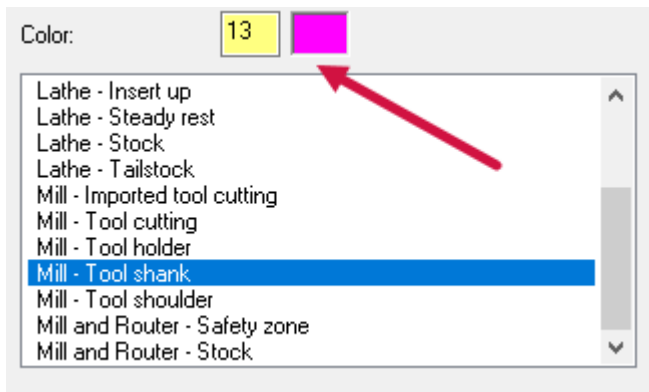 Color: 13
Lathe - Insert up
Lathe - Steady rest
Lathe - Stock
Lathe - Tailstock
Mill - Imported tool cutting
Mill - Tool cutting
Mill - Tool holder
Mill - Tool shank
Mill - Tool shoulder
Mill and Router - Safety zone
Mill and Router - Stock